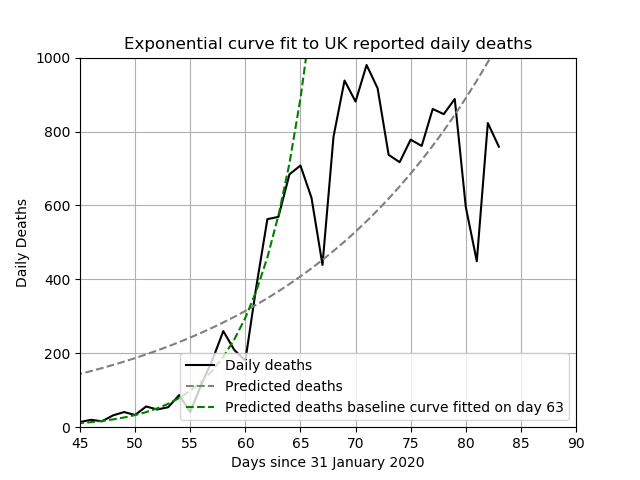 Exponential curve fit to UK reported daily deaths
1000
800
600
400
200
0
Daily Deaths
Daily deaths
Predicted deaths
Predicted deaths baseline curve fitted on day 63
45 50 55 60 65 70 75 80 85 90
Days since 31 January 2020